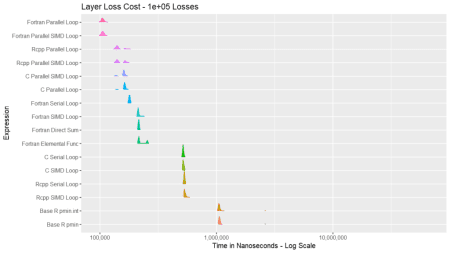 Layer Loss Cost - 1e+05 Losses
Fortran Parallel Loop
Fortran Parallel SIMD Loop
Rcpp Parallel Loop
Rcpp Parallel SIMD Loop
C Parallel SIMD Loop
C Parallel Loop
Fortran Serial Loop
Fortran SIMD Loop
Fortran Direct Sum
Fortran Elemental Func
C Serial Loop
C SIMD Loop
Rcpp Serial Loop
Rcpp SIMD Loop
Base R pmin.int
Base R pmin
Expression
100,000
1,000,000
10,000,000
Time in Nanoseconds - Log Scale